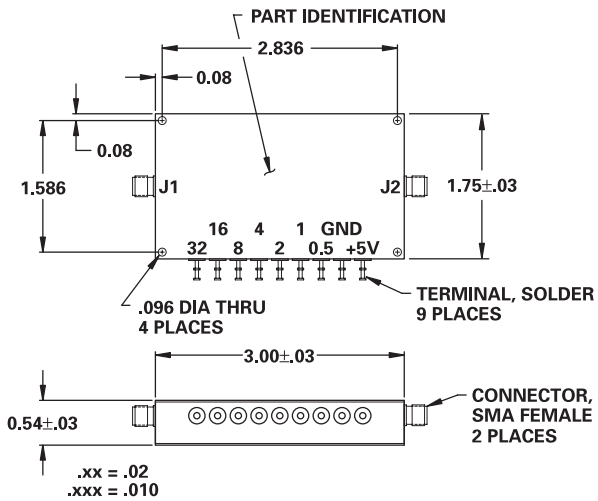 PART IDENTIFICATION
2.836
0.08
0.08
1.586
J1
J2
1.75±.03
16 4 1 GND
32 8 2 0.5 +5V
.096 DIA THRU
4 PLACES
TERMINAL, SOLDER
9 PLACES
3.00±.03
0.54±.03
CONNECTOR,
SMA FEMALE
2 PLACES
.xx = .02
.xxx = .010